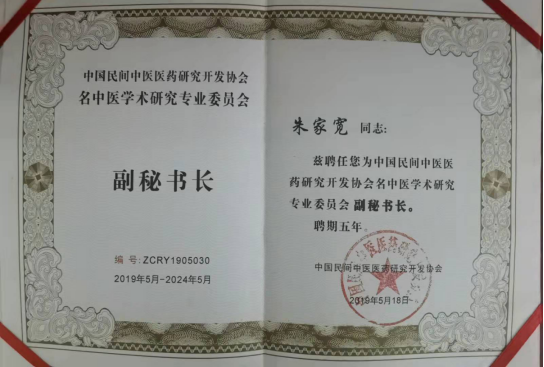 中国民间中医医药研究开发协会
名中医学术研究专业委员会
副秘书长
编 号:ZCRY1905030
2019年5月-2024年5月
朱家宽 同志:
兹聘任您为中国民间中医医
药研究开发协会名中医学术研究
专业委员会副秘书长。
聘期五年。
中国民间中医医药研究开发协会
2019年5月18日